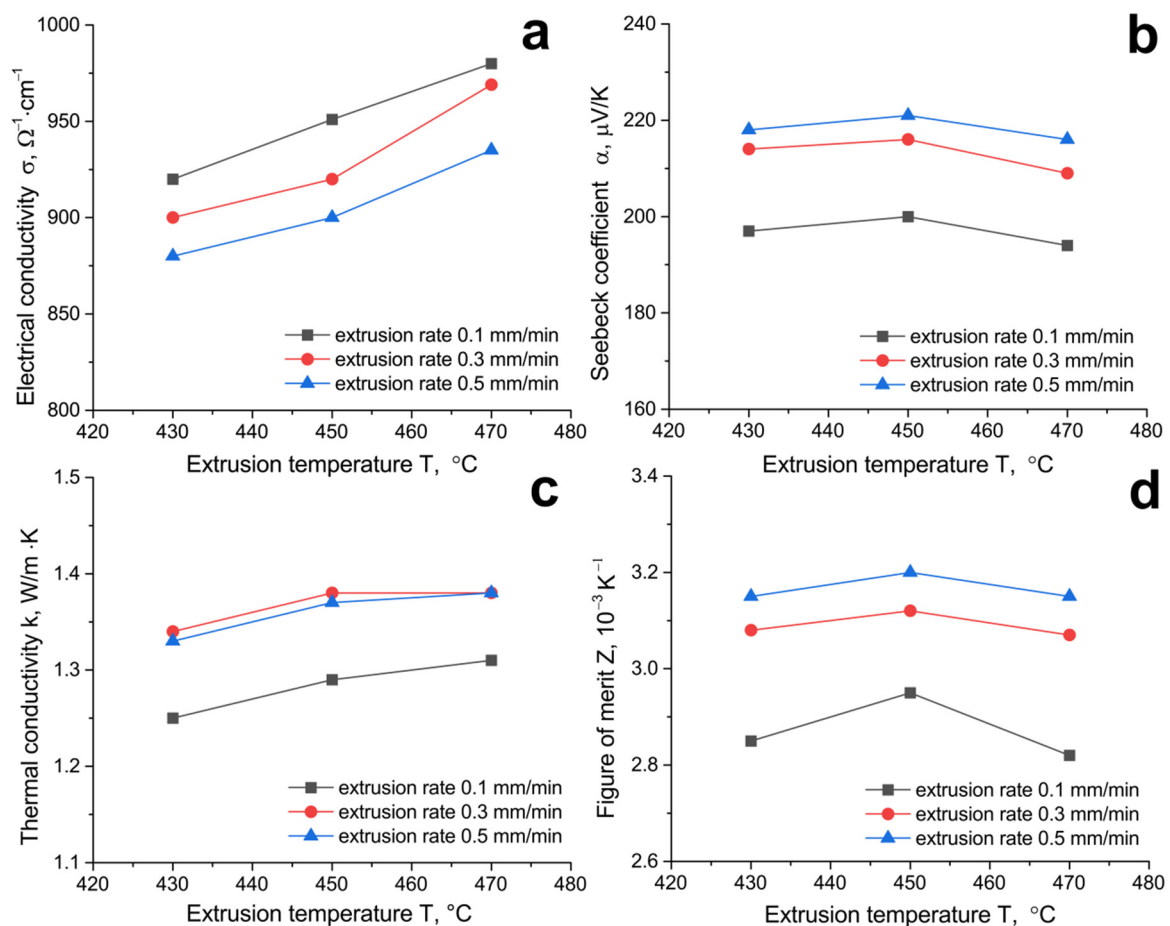 a
1000
950
900
850
800
Electrical conductivity σ, Ω⁻¹·cm⁻¹
extrusion rate 0.1 mm/min
extrusion rate 0.3 mm/min
extrusion rate 0.5 mm/min
420 430 440 450 460 470 480
Extrusion temperature T, °C
b
240
220
200
180
160
Seebeck coefficient α, μV/K
extrusion rate 0.1 mm/min
extrusion rate 0.3 mm/min
extrusion rate 0.5 mm/min
420 430 440 450 460 470 480
Extrusion temperature T, °C
c
1.5
1.4
1.3
1.2
1.1
Thermal conductivity k, W/m ·K
extrusion rate 0.1 mm/min
extrusion rate 0.3 mm/min
extrusion rate 0.5 mm/min
420 430 440 450 460 470 480
Extrusion temperature T, °C
d
3.4
3.2
3.0
2.8
2.6
Figure of merit Z, 10⁻³ K⁻¹
extrusion rate 0.1 mm/min
extrusion rate 0.3 mm/min
extrusion rate 0.5 mm/min
420 430 440 450 460 470 480
Extrusion temperature T, °C